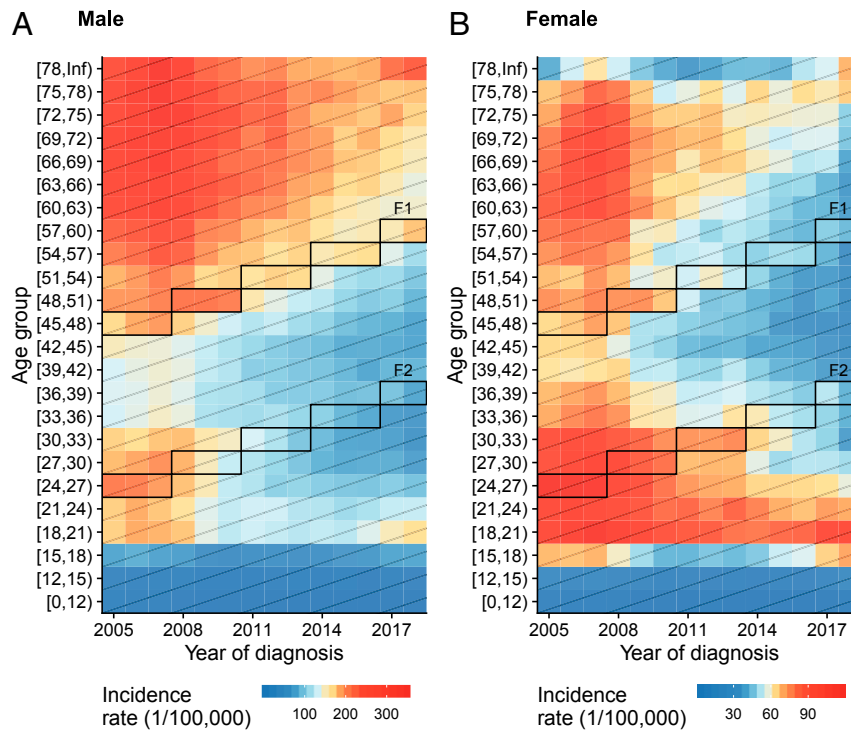 A Male
[78,Inf)
[75,78)
[72,75)
[69,72)
[66,69)
[63,66)
[60,63)
[57,60)
[54,57)
[51,54)
[48,51)
[45,48)
[42,45)
[39,42)
[36,39)
[33,36)
[30,33)
[27,30)
[24,27)
[21,24)
[18,21)
[15,18)
[12,15)
[0,12)
Age group
F1
F2
2005 2008 2011 2014 2017
Year of diagnosis
Incidence
rate (1/100,000)
100 200 300
B Female
[78,Inf)
[75,78)
[72,75)
[69,72)
[66,69)
[63,66)
[60,63)
[57,60)
[54,57)
[51,54)
[48,51)
[45,48)
[42,45)
[39,42)
[36,39)
[33,36)
[30,33)
[27,30)
[24,27)
[21,24)
[18,21)
[15,18)
[12,15)
[0,12)
Age group
F1
F2
2005 2008 2011 2014 2017
Year of diagnosis
Incidence
rate (1/100,000)
30 60 90